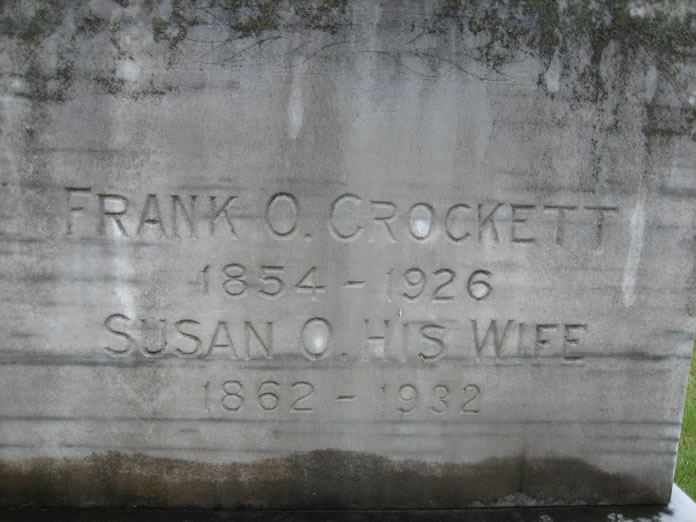 Frank O. Crockett
1854 - 1926
Susan O. His Wife
1862 - 1932